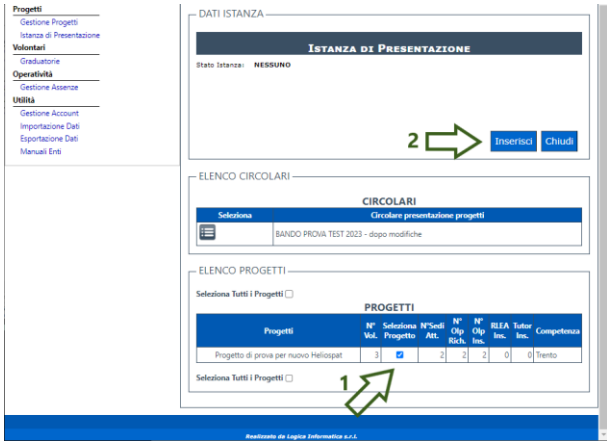 Progetti
Gestione Progetti
Istanza di Presentazione
Volontari
Graduatorie
Operatività
Gestione Assenze
Utilità
Gestione Account
Importazione Dati
Esportazione Dati
Manuali Enti
DATI ISTANZA
ISTANZA DI PRESENTAZIONE
Stato Istanza: NESSUNO
2
Inserisci Chiudi
ELENCO CIRCOLARI
CIRCOLARI
Seleziona Circolare presentazione progetti
BANDO PROVA TEST 2023 - dopo modifiche
ELENCO PROGETTI
Seleziona Tutti i Progetti
PROGETTI
Progetti N° Vol. Seleziona Progetto N°Sedi Att. N° Olp Rich. N° Olp Ins. RLEA Ins. Tutor Ins. Competenza
Progetto di prova per nuovo Heliospat 3 2 2 2 0 0 Trento
Seleziona Tutti i Progetti
1
Realizzato da Logica Informatica s.r.l.